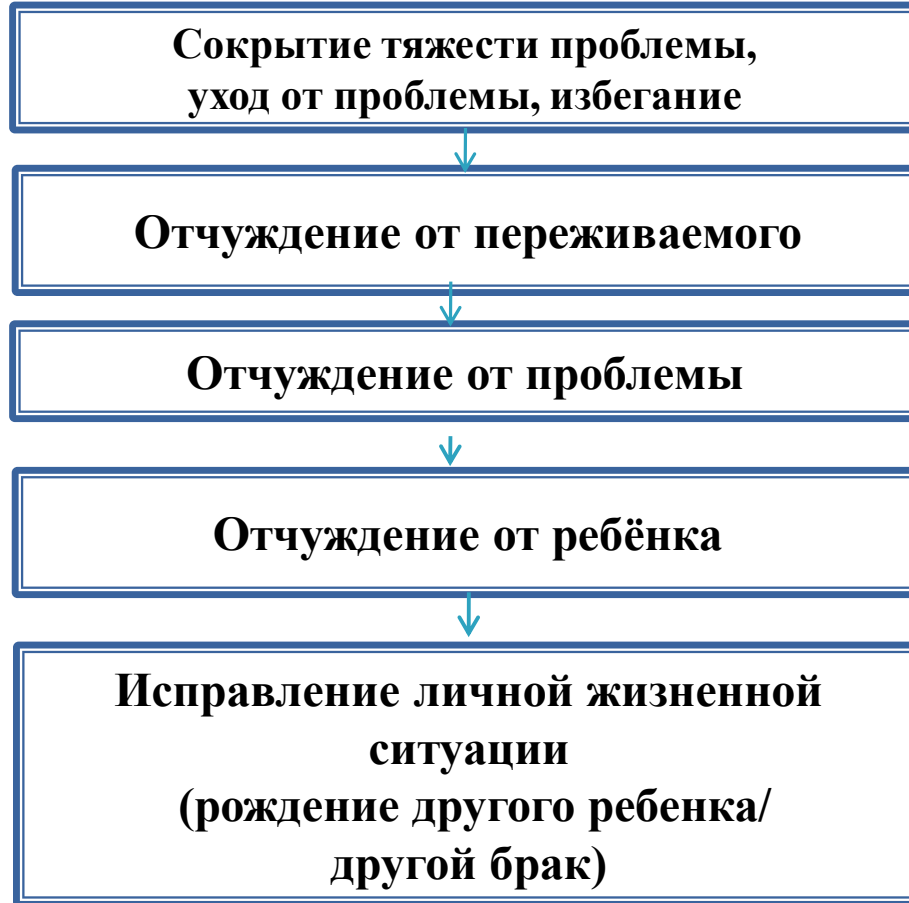 Сокрытие тяжести проблемы,
уход от проблемы, избегание
Отчуждение от переживаемого
Отчуждение от проблемы
Отчуждение от ребёнка
Исправление личной жизненной
ситуации
(рождение другого ребенка/
другой брак)